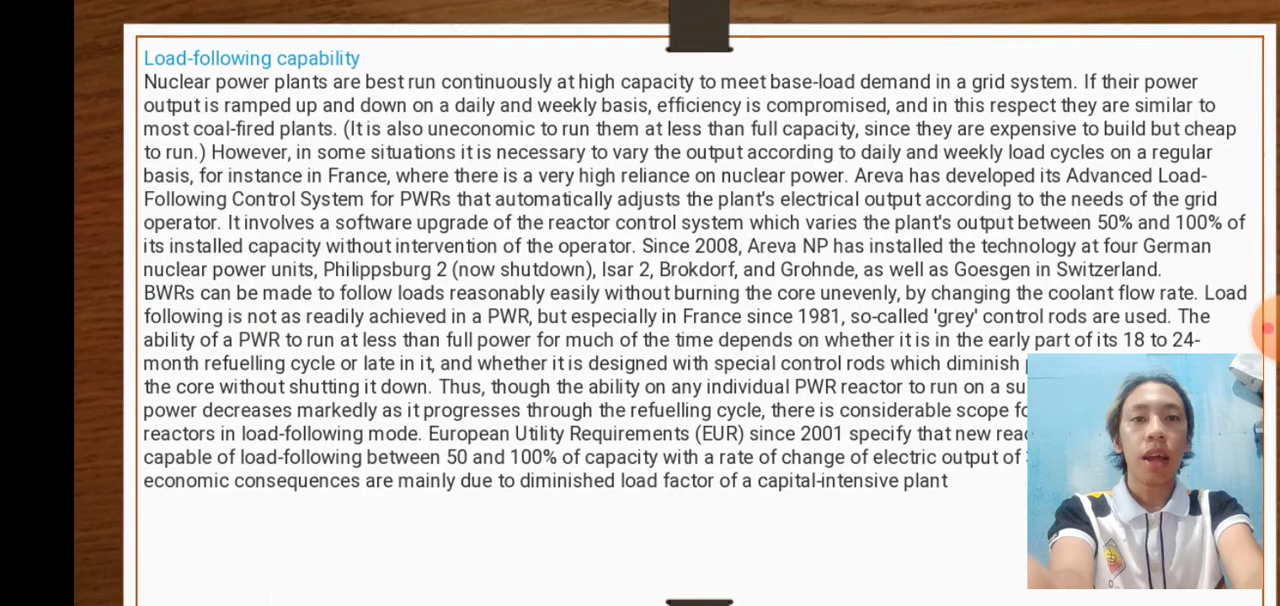 Load-following capability
Nuclear power plants are best run continuously at high capacity to meet base-load demand in a grid system. If their power
output is ramped up and down on a daily and weekly basis, efficiency is compromised, and in this respect they are similar to
most coal-fired plants. (It is also uneconomic to run them at less than full capacity, since they are expensive to build but cheap
to run.) However, in some situations it is necessary to vary the output according to daily and weekly load cycles on a regular
basis, for instance in France, where there is a very high reliance on nuclear power. Areva has developed its Advanced Load-
Following Control System for PWRs that automatically adjusts the plant's electrical output according to the needs of the grid
operator. It involves a software upgrade of the reactor control system which varies the plant's output between 50% and 100% of
its installed capacity without intervention of the operator. Since 2008, Areva NP has installed the technology at four German
nuclear power units, Philippsburg 2 (now shutdown), Isar 2, Brokdorf, and Grohnde, as well as Goesgen in Switzerland.
BWRs can be made to follow loads reasonably easily without burning the core unevenly, by changing the coolant flow rate. Load
following is not as readily achieved in a PWR, but especially in France since 1981, so-called 'grey' control rods are used. The
ability of a PWR to run at less than full power for much of the time depends on whether it is in the early part of its 18 to 24-
month refuelling cycle or late in it, and whether it is designed with special control rods which diminish
the core without shutting it down. Thus, though the ability on any individual PWR reactor to run on a
power decreases markedly as it progresses through the refuelling cycle, there is considerable scope
reactors in load-following mode. European Utility Requirements (EUR) since 2001 specify that new
capable of load-following between 50 and 100% of capacity with a rate of change of electric output of
economic consequences are mainly due to diminished load factor of a capital-intensive plant